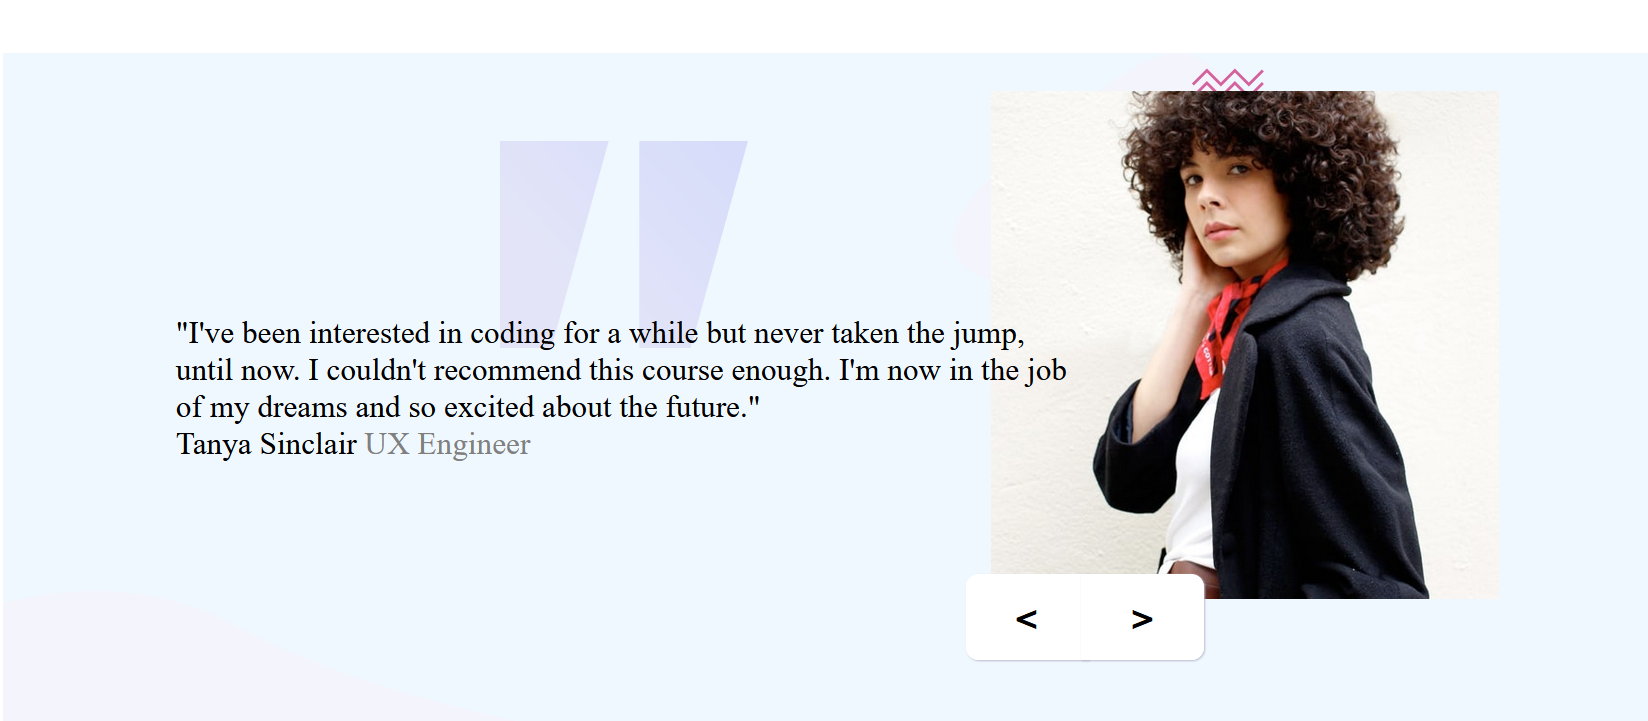 "I've been interested in coding for a while but never taken the jump,
until now. I couldn't recommend this course enough. I'm now in the job
of my dreams and so excited about the future."
Tanya Sinclair UX Engineer
< >